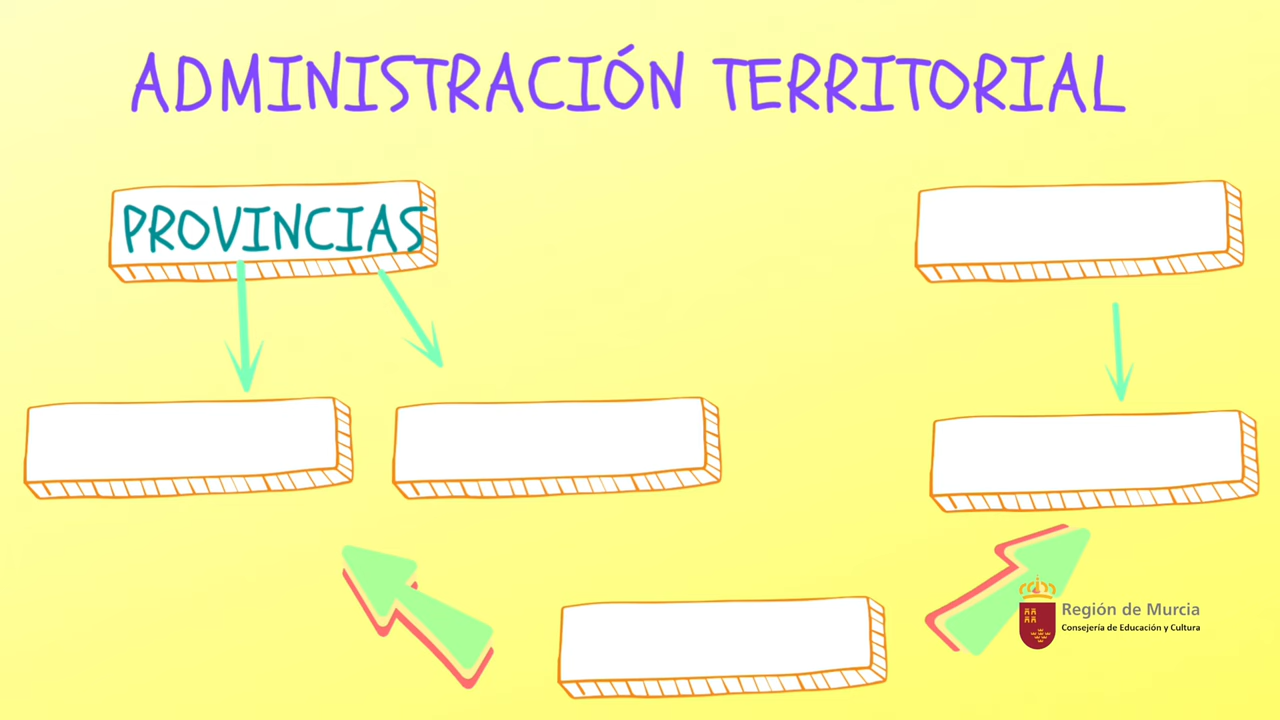 ADMINISTRACIÓN TERRITORIAL
PROVINCIAS
Región de Murcia
Consejería de Educación y Cultura